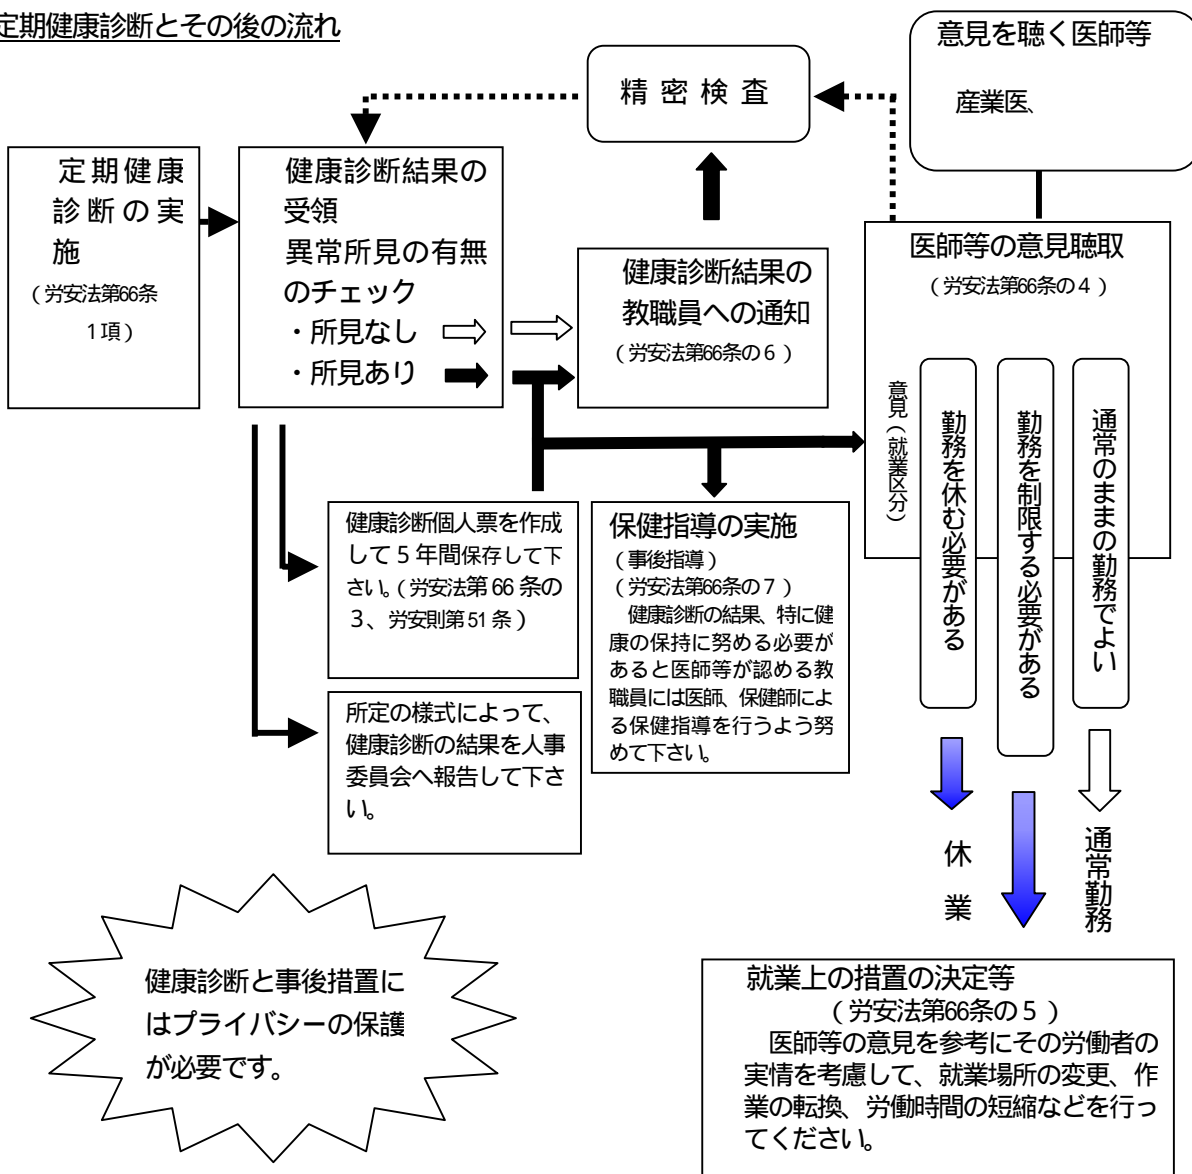 定期健康診断とその後の流れ
精密検査
意見を聴く医師等
産業医、
定期健康
診断の実
施
（労安法第66条
1項）
健康診断結果の
受領
異常所見の有無
のチェック
・所見なし
・所見あり
健康診断結果の
教職員への通知
（労安法第66条の６）
医師等の意見聴取
（労安法第66条の４）
意見（就業区分）
勤務を休む必要がある
勤務を制限する必要がある
通常のままの勤務でよい
健康診断個人票を作成
して５年間保存して下
さい。（労安法第66条の
３、労安則第51条）
保健指導の実施
（事後指導）
（労安法第66条の７）
健康診断の結果、特に健
康の保持に努める必要が
あると医師等が認める教
職員には医師、保健師によ
る保健指導を行うよう努
めて下さい。
所定の様式によって、
健康診断の結果を人事
委員会へ報告して下さ
い。
休業
通常勤務
健康診断と事後措置に
はプライバシーの保護
が必要です。
就業上の措置の決定等
（労安法第66条の５）
医師等の意見を参考にその労働者の
実情を考慮して、就業場所の変更、作
業の転換、労働時間の短縮などを行っ
てください。